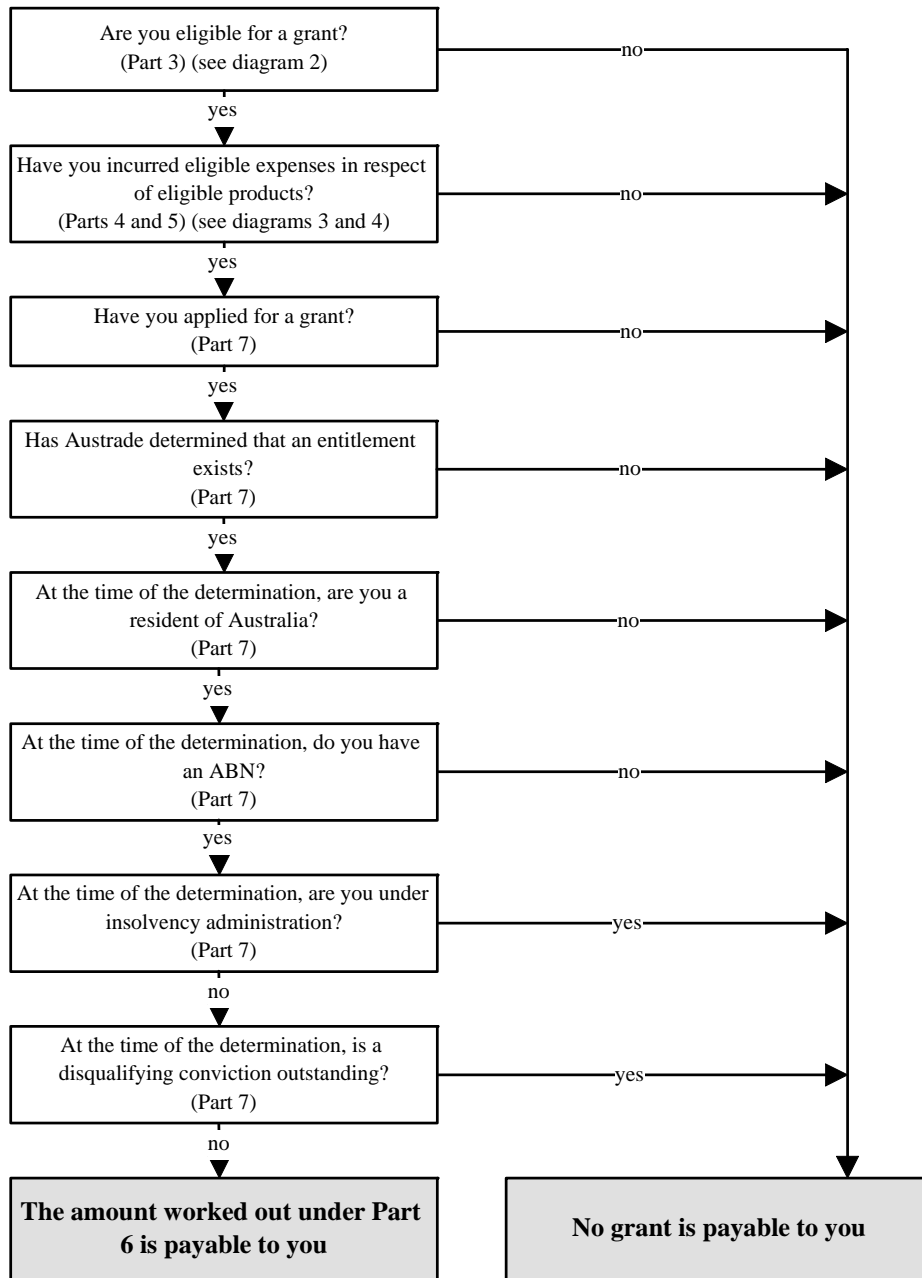 Are you eligible for a grant?
(Part 3) (see diagram 2)
no
yes
Have you incurred eligible expenses in respect
of eligible products?
(Parts 4 and 5) (see diagrams 3 and 4)
no
yes
Have you applied for a grant?
(Part 7)
no
yes
Has Austrade determined that an entitlement
exists?
(Part 7)
no
yes
At the time of the determination, are you a
resident of Australia?
(Part 7)
no
yes
At the time of the determination, do you have
an ABN?
(Part 7)
no
yes
At the time of the determination, are you under
insolvency administration?
(Part 7)
yes
no
At the time of the determination, is a
disqualifying conviction outstanding?
(Part 7)
yes
no
The amount worked out under Part
6 is payable to you
No grant is payable to you